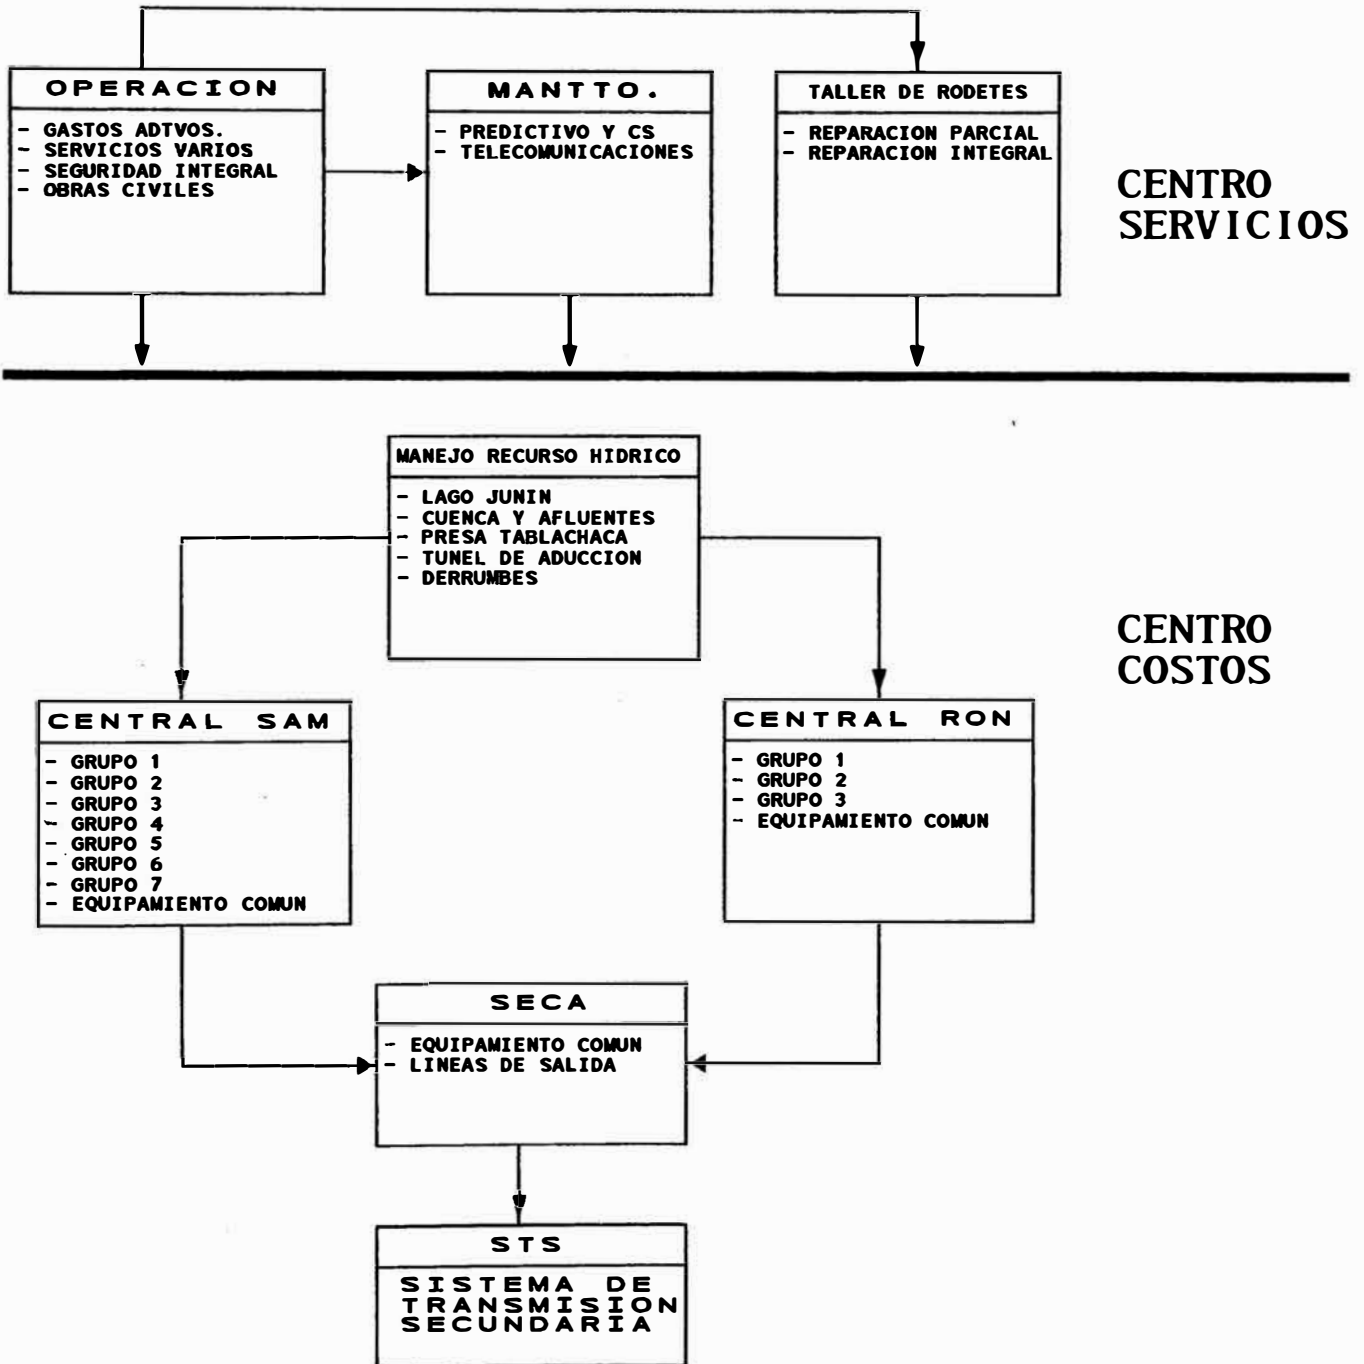 OPERACION
- GASTOS ADTVOS.
- SERVICIOS VARIOS
- SEGURIDAD INTEGRAL
- OBRAS CIVILES
MANTTO.
- PREDICTIVO Y CS
- TELECOMUNICACIONES
TALLER DE RODETES
- REPARACION PARCIAL
- REPARACION INTEGRAL
CENTRO
SERVICIOS
MANEJO RECURSO HIDRICO
- LAGO JUNIN
- CUENCA Y AFLUENTES
- PRESA TABLACHACA
- TUNEL DE ADUCCION
- DERRUMBES
CENTRO
COSTOS
CENTRAL SAM
- GRUPO 1
- GRUPO 2
- GRUPO 3
- GRUPO 4
- GRUPO 5
- GRUPO 6
- GRUPO 7
- EQUIPAMIENTO COMUN
CENTRAL RON
- GRUPO 1
- GRUPO 2
- GRUPO 3
- EQUIPAMIENTO COMUN
SECA
- EQUIPAMIENTO COMUN
- LINEAS DE SALIDA
STS
SISTEMA DE
TRANSMISION
SECUNDARIA